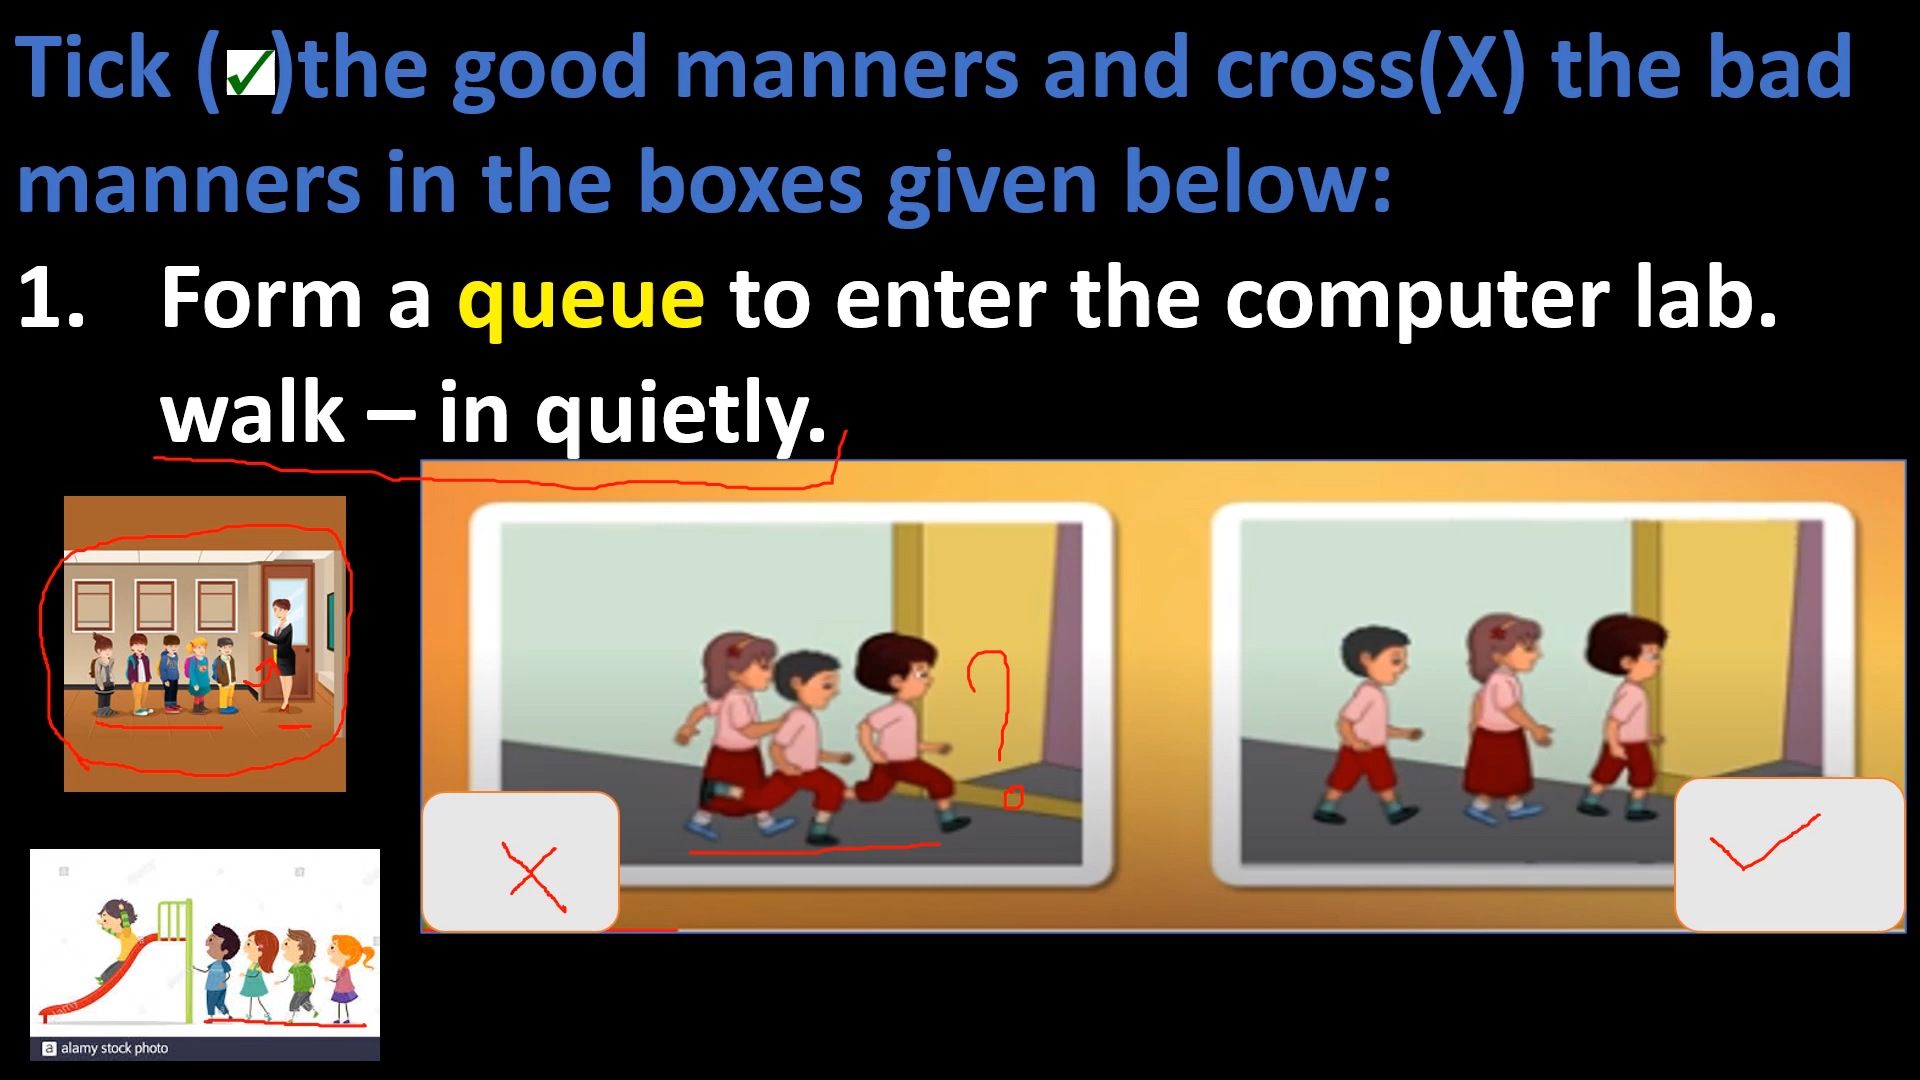 Tick (✓)the good manners and cross(X) the bad
manners in the boxes given below:
1. Form a queue to enter the computer lab.
walk – in quietly.
a alamy stock photo